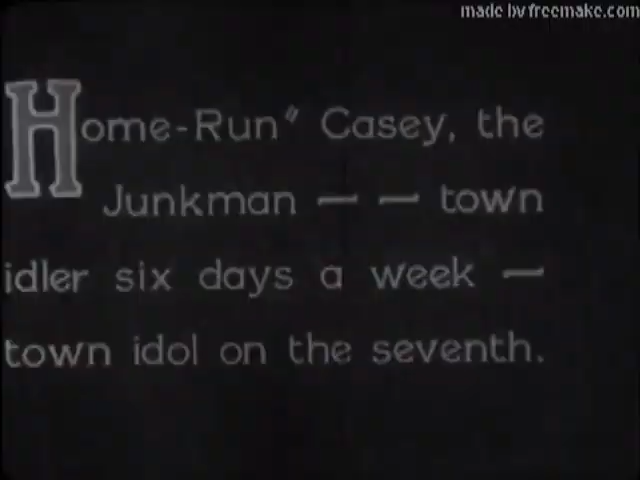 made by freemake.com
Home-Run" Casey, the
Junkman — — town
idler six days a week —
town idol on the seventh.